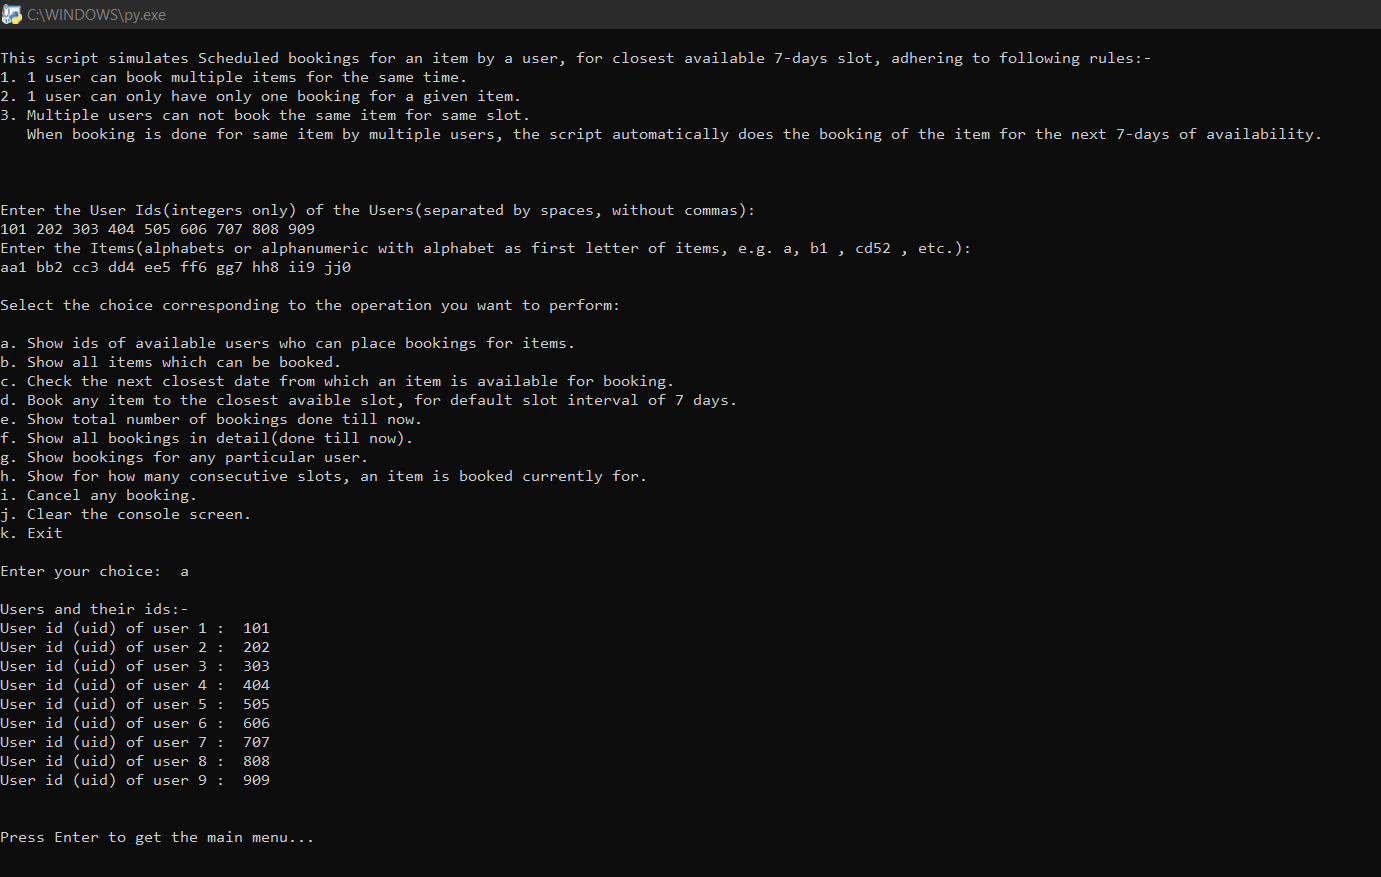 C:\WINDOWS\py.exe
This script simulates Scheduled bookings for an item by a user, for closest available 7-days slot, adhering to following rules:-
1. 1 user can book multiple items for the same time.
2. 1 user can only have only one booking for a given item.
3. Multiple users can not book the same item for same slot.
When booking is done for same item by multiple users, the script automatically does the booking of the item for the next 7-days of availability.
Enter the User Ids(integers only) of the Users(separated by spaces, without commas):
101 202 303 404 505 606 707 808 909
Enter the Items(alphabets or alphanumeric with alphabet as first letter of items, e.g. a, b1 , cd52 , etc.):
aa1 bb2 cc3 dd4 ee5 ff6 gg7 hh8 ii9 jj0
Select the choice corresponding to the operation you want to perform:
a. Show ids of available users who can place bookings for items.
b. Show all items which can be booked.
c. Check the next closest date from which an item is available for booking.
d. Book any item to the closest avaible slot, for default slot interval of 7 days.
e. Show total number of bookings done till now.
f. Show all bookings in detail(done till now).
g. Show bookings for any particular user.
h. Show for how many consecutive slots, an item is booked currently for.
i. Cancel any booking.
j. Clear the console screen.
k. Exit
Enter your choice:  a
Users and their ids:-
User id (uid) of user 1 :  101
User id (uid) of user 2 :  202
User id (uid) of user 3 :  303
User id (uid) of user 4 :  404
User id (uid) of user 5 :  505
User id (uid) of user 6 :  606
User id (uid) of user 7 :  707
User id (uid) of user 8 :  808
User id (uid) of user 9 :  909
Press Enter to get the main menu...